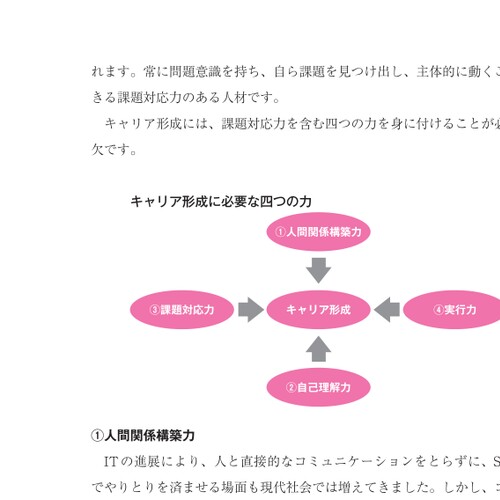 れます。常に問題意識を持ち、自ら課題を見つけ出し、主体的に動く
きる課題対応力のある人材です。
キャリア形成には、課題対応力を含む四つの力を身に付けることが
欠です。
キャリア形成に必要な四つの力
①人間関係構築力
③課題対応力
キャリア形成
④実行力
②自己理解力
①人間関係構築力
ITの進展により、人と直接的なコミュニケーションをとらずに、S
でやりとりを済ませる場面も現代社会では増えてきました。しかし、